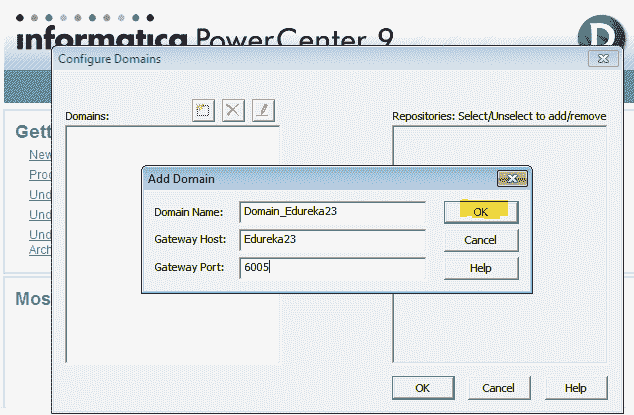 informatica PowerCenter 9
D
Configure Domains
Domains:
Repositories: Select/Unselect to add/remove
Gett
New
Proc
Und
Und
Und
Arch
Mos
Add Domain
Domain Name: Domain_Edureka23 OK
Gateway Host: Edureka23 Cancel
Gateway Port: 6005 Help
OK Cancel Help